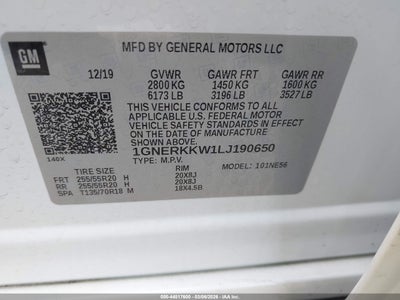 GM
MFD BY GENERAL MOTORS LLC
12/19 GVWR GAWR FRT GAWR RR
2800 KG 1450 KG 1600 KG
6173 LB 3196 LB 3527 LB
THIS VEHICLE CONFORMS TO ALL
APPLICABLE U.S. FEDERAL MOTOR
VEHICLE SAFETY STANDARDS IN EFFECT
ON THE DATE OF MANUFACTURE
SHOWN ABOVE.
1GNERKKW1LJ190650
140X TYPE: M.P.V. MODEL: 101NE56
TIRE SIZE RIM
FRT 255/55R20 H 20X8J
RR 255/55R20 H 20X8J
SPA T135/70R18 M 18X4.5B